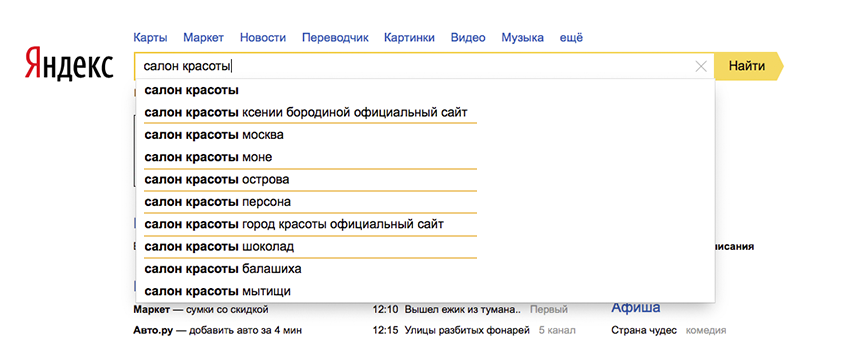 Карты Маркет Новости Переводчик Картинки Видео Музыка ещё
Яндекс
салон красоты
Найти
салон красоты
салон красоты ксении бородиной официальный сайт
салон красоты москва
салон красоты моне
салон красоты острова
салон красоты персона
салон красоты город красоты официальный сайт
салон красоты шоколад
салон красоты балашиха
салон красоты мытищи
Маркет — сумки со скидкой
Авто.ру — добавить авто за 4 мин
12:10 Вышел ежик из тумана.. Первый
12:15 Улицы разбитых фонарей 5 канал
Афиша
Страна чудес комедия